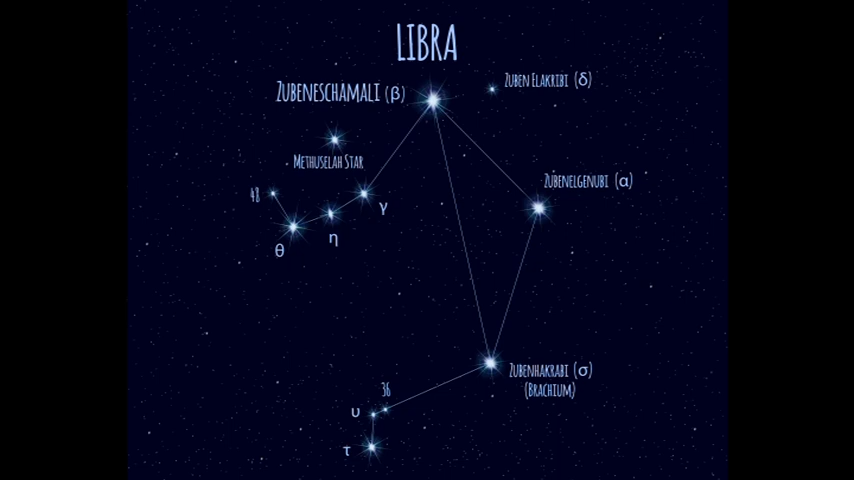 LIBRA
ZUBENESCHAMALI (β)
ZUBEN ELAKRIBI (δ)
METHUSELAH STAR
ZUBENELGENUBI (α)
48
γ
η
θ
ZUBENHAKRABI (σ)
(BRACHIUM)
36
υ
τ